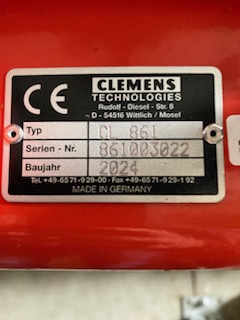 CE
CLEMENS
TECHNOLOGIES
Rudolf - Diesel - Str. 8
D - 54516 Wittlich / Mosel
Typ CL 861
Serien - Nr. 861003022
Baujahr 2024
Tel. +49-6571-929-00 · Fax +49-6571-929-192
MADE IN GERMANY